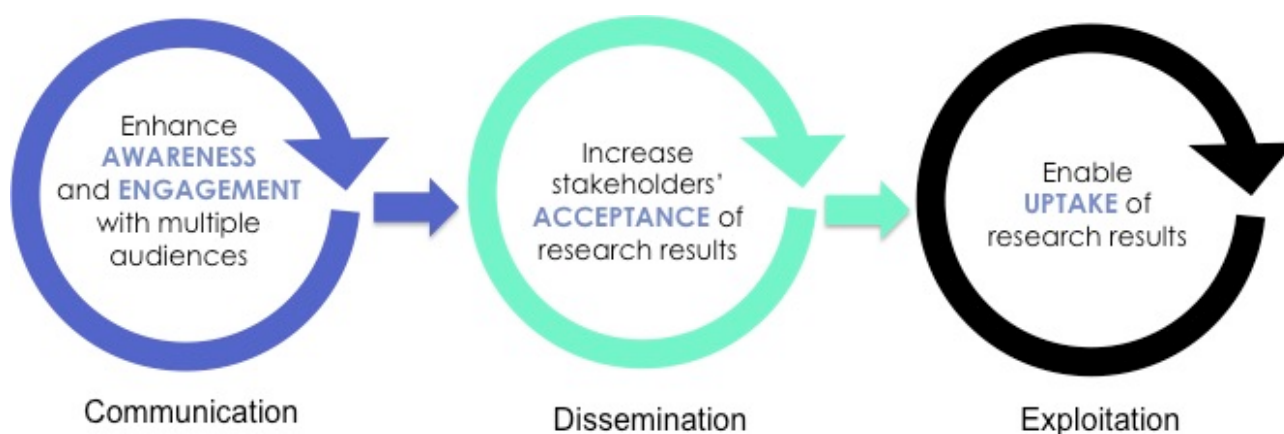 Enhance
AWARENESS
and ENGAGEMENT
with multiple
audiences
Communication
Increase
stakeholders’
ACCEPTANCE of
research results
Dissemination
Enable
UPTAKE of
research results
Exploitation